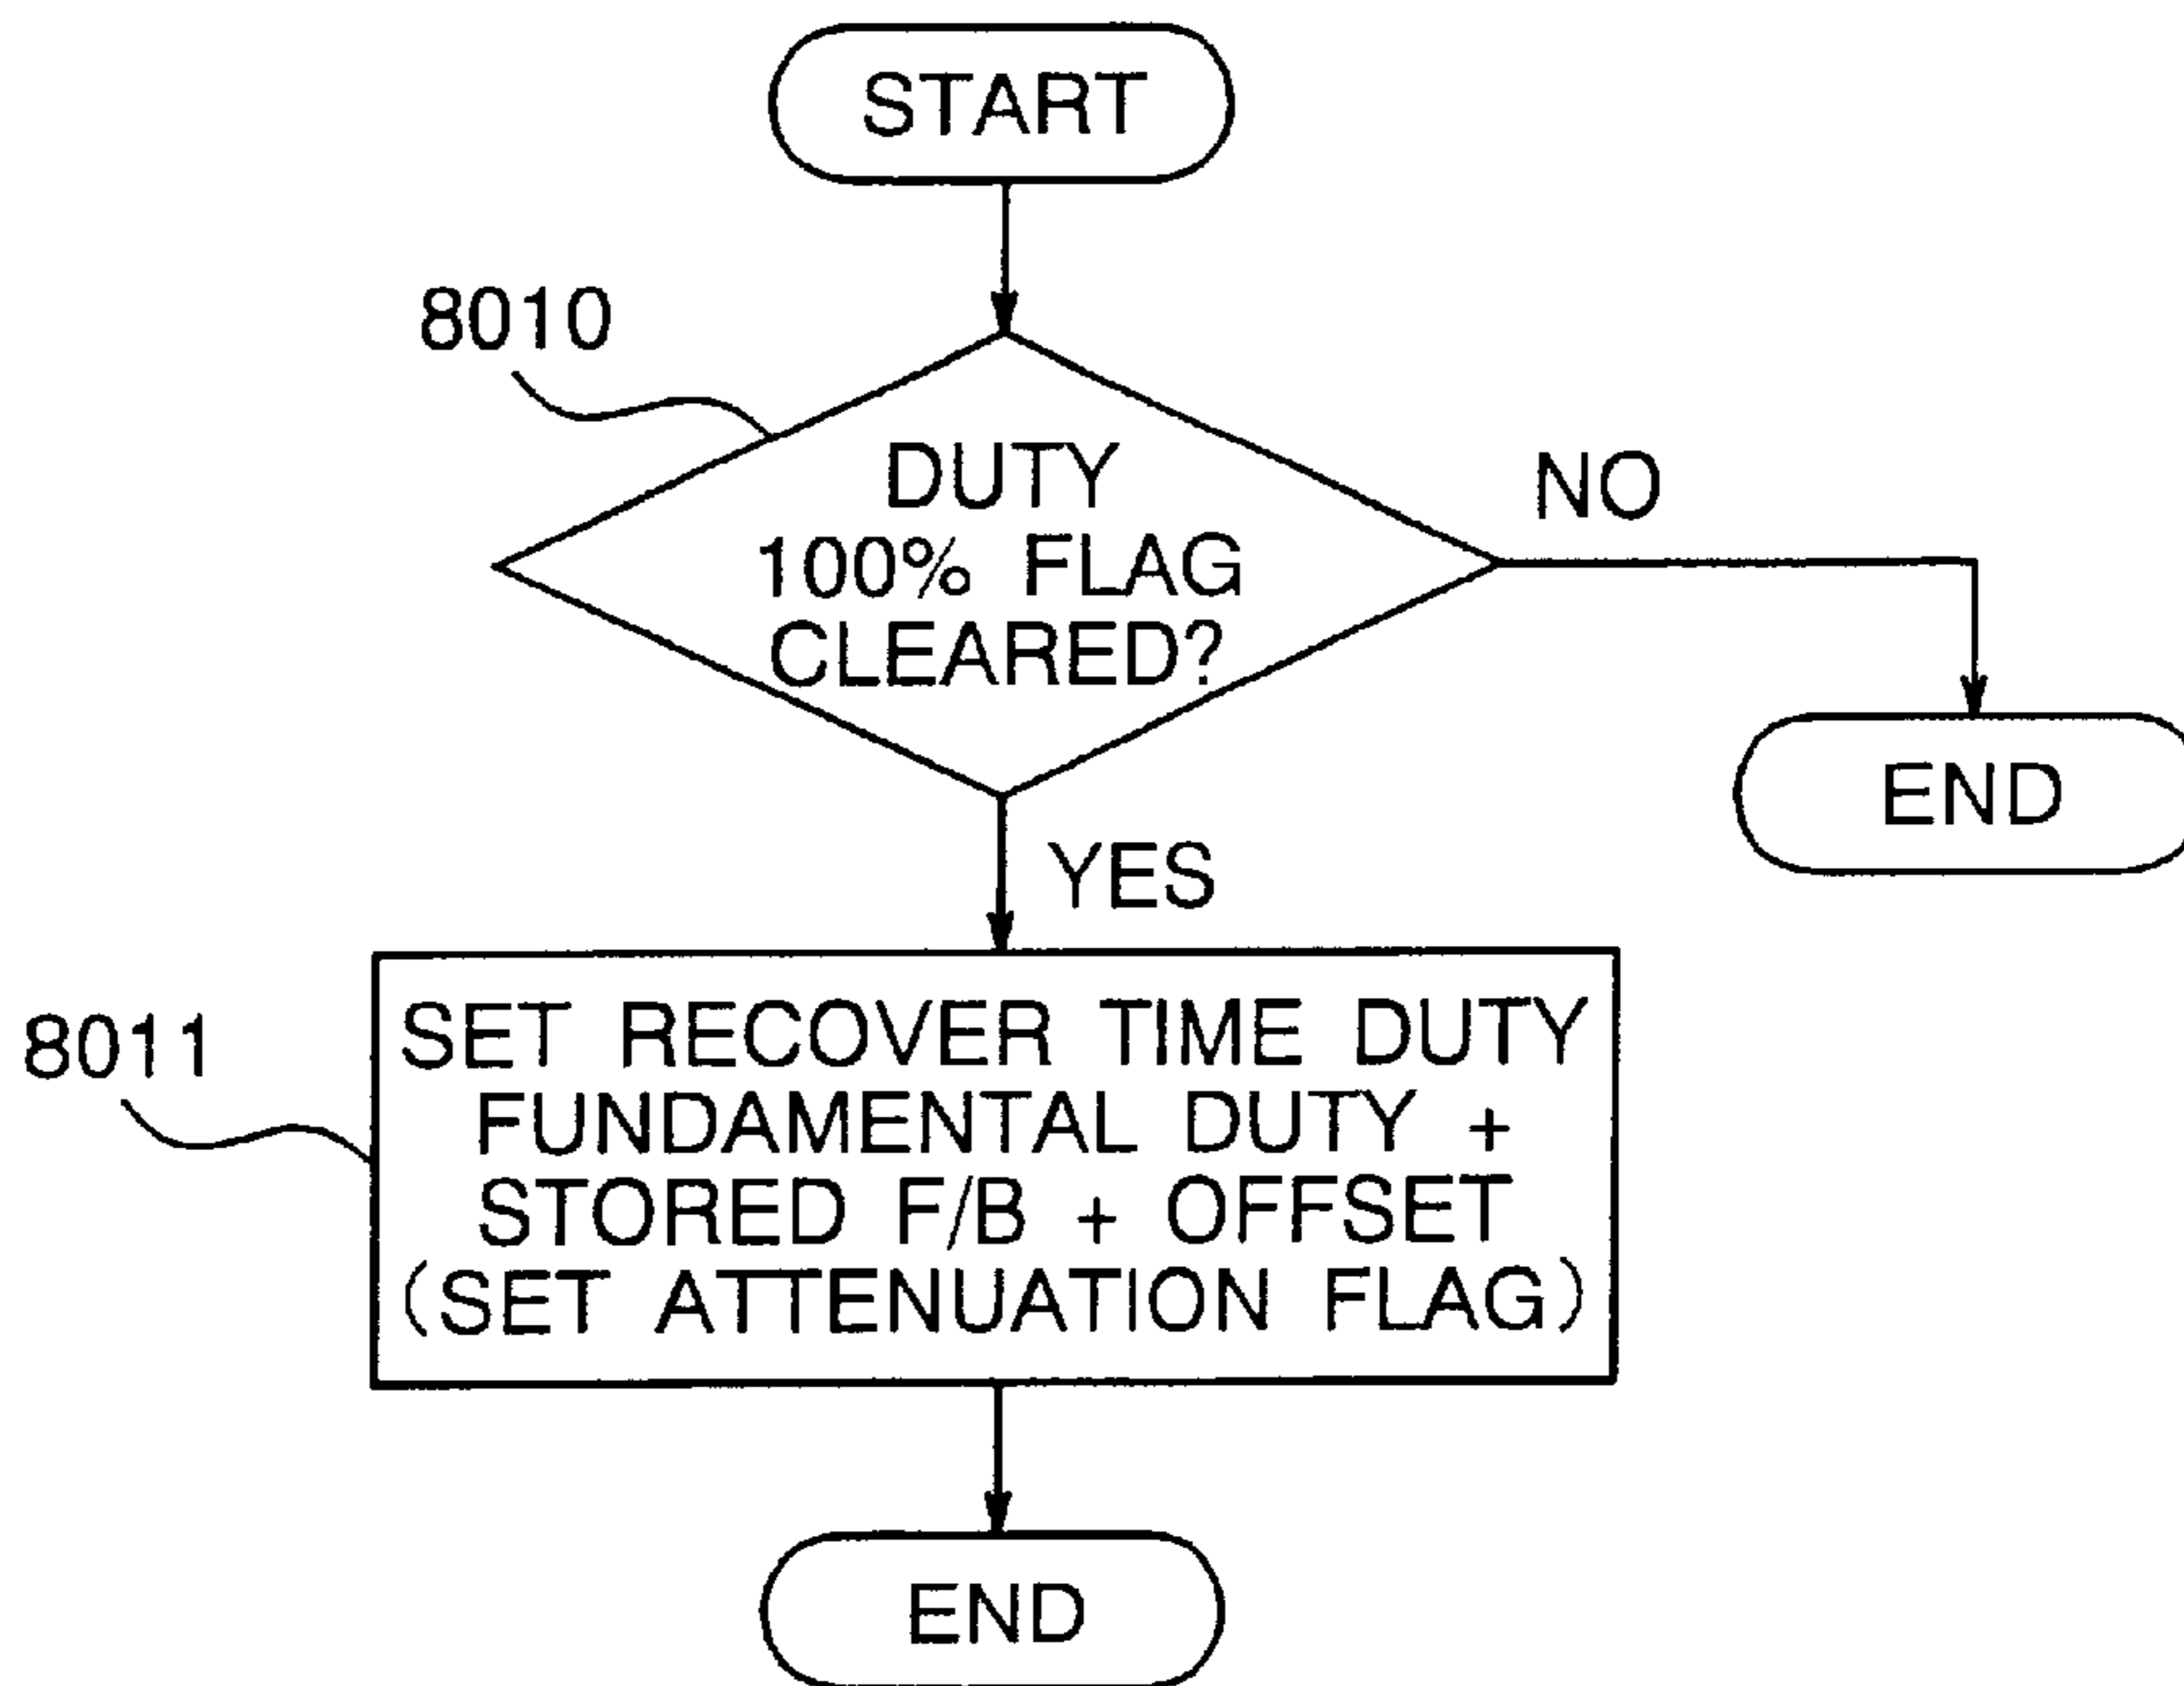 START
8010
DUTY
100% FLAG
CLEARED?
NO
END
YES
8011
SET RECOVER TIME DUTY
FUNDAMENTAL DUTY +
STORED F/B + OFFSET
(SET ATTENUATION FLAG)
END